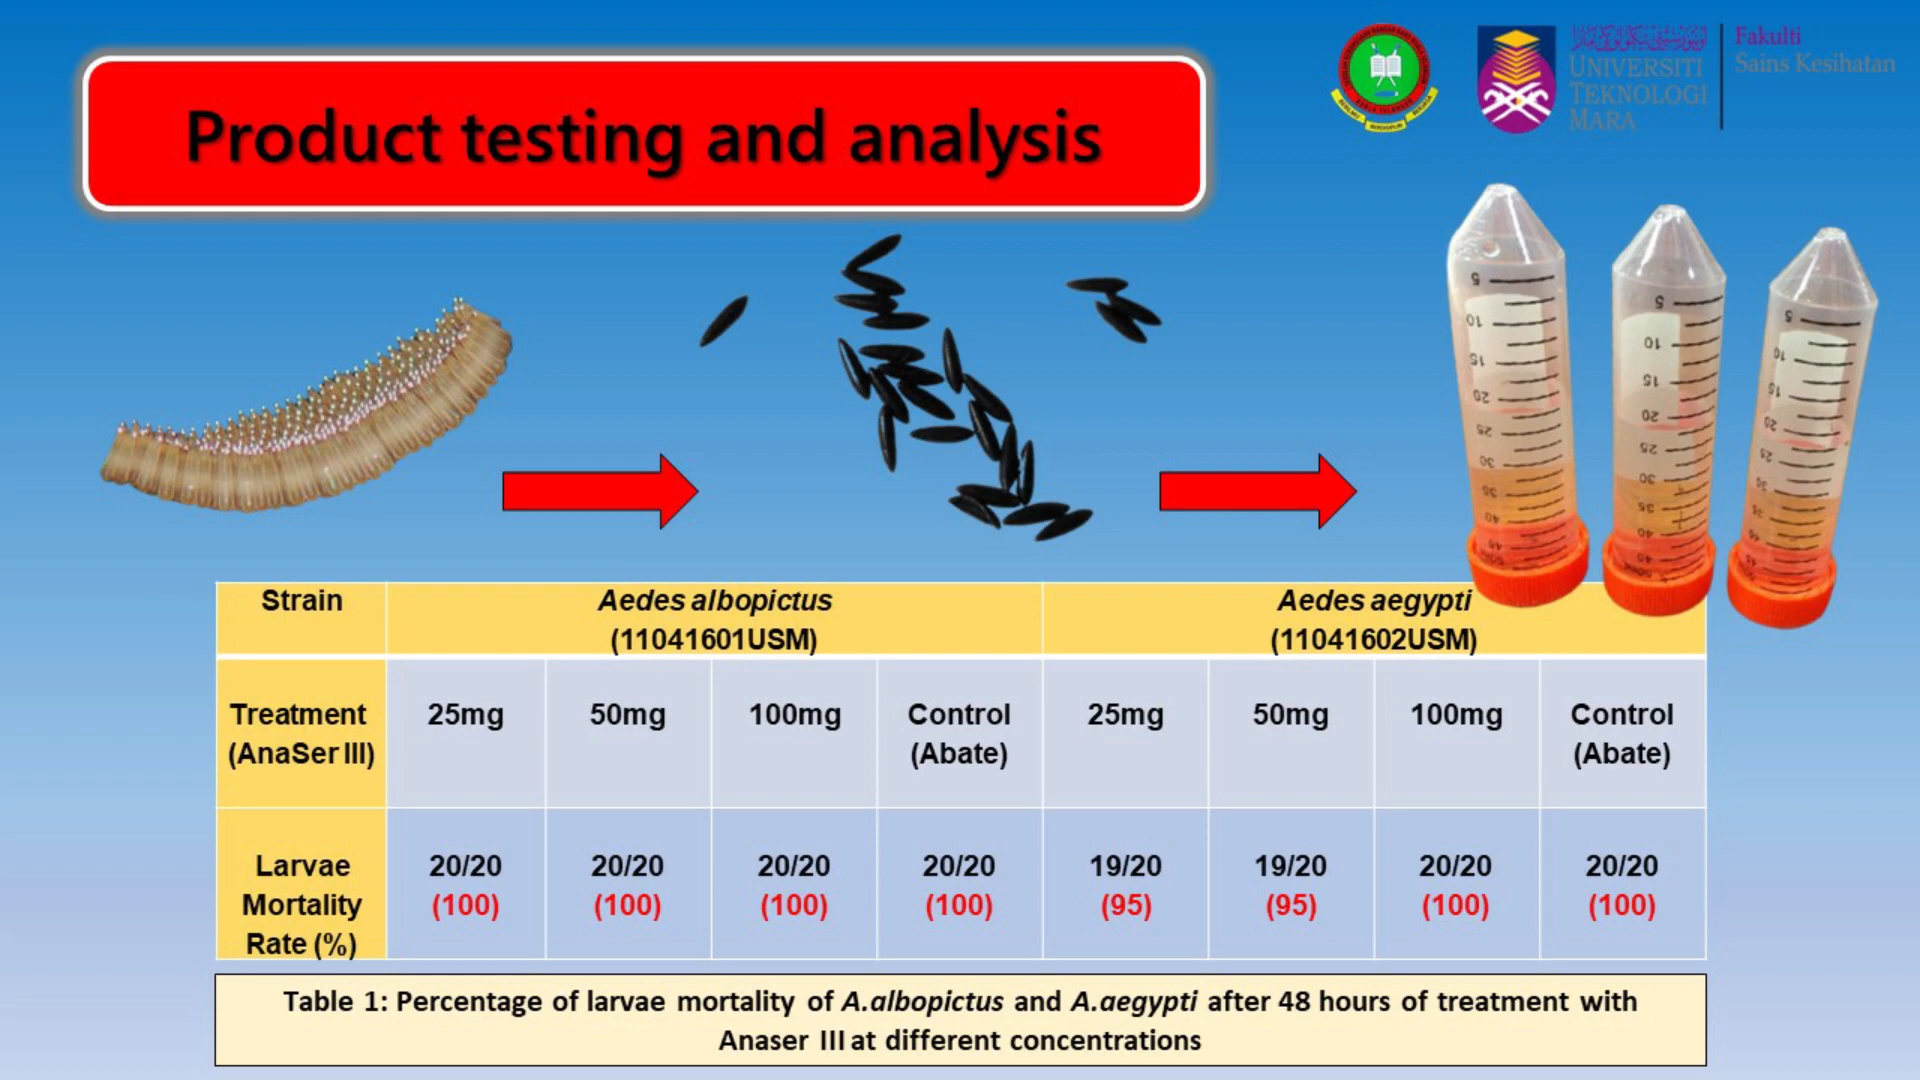 Product testing and analysis
UNIVERSITI
TEKNOLOGI
MARA
Fakulti
Sains Kesihatan
Strain
Aedes albopictus
(11041601USM)
Aedes aegypti
(11041602USM)
Treatment
(AnaSer III)
25mg
50mg
100mg
Control
(Abate)
25mg
50mg
100mg
Control
(Abate)
Larvae
Mortality
Rate (%)
20/20
(100)
20/20
(100)
20/20
(100)
20/20
(100)
19/20
(95)
19/20
(95)
20/20
(100)
20/20
(100)
Table 1: Percentage of larvae mortality of A.albopictus and A.aegypti after 48 hours of treatment with
Anaser III at different concentrations